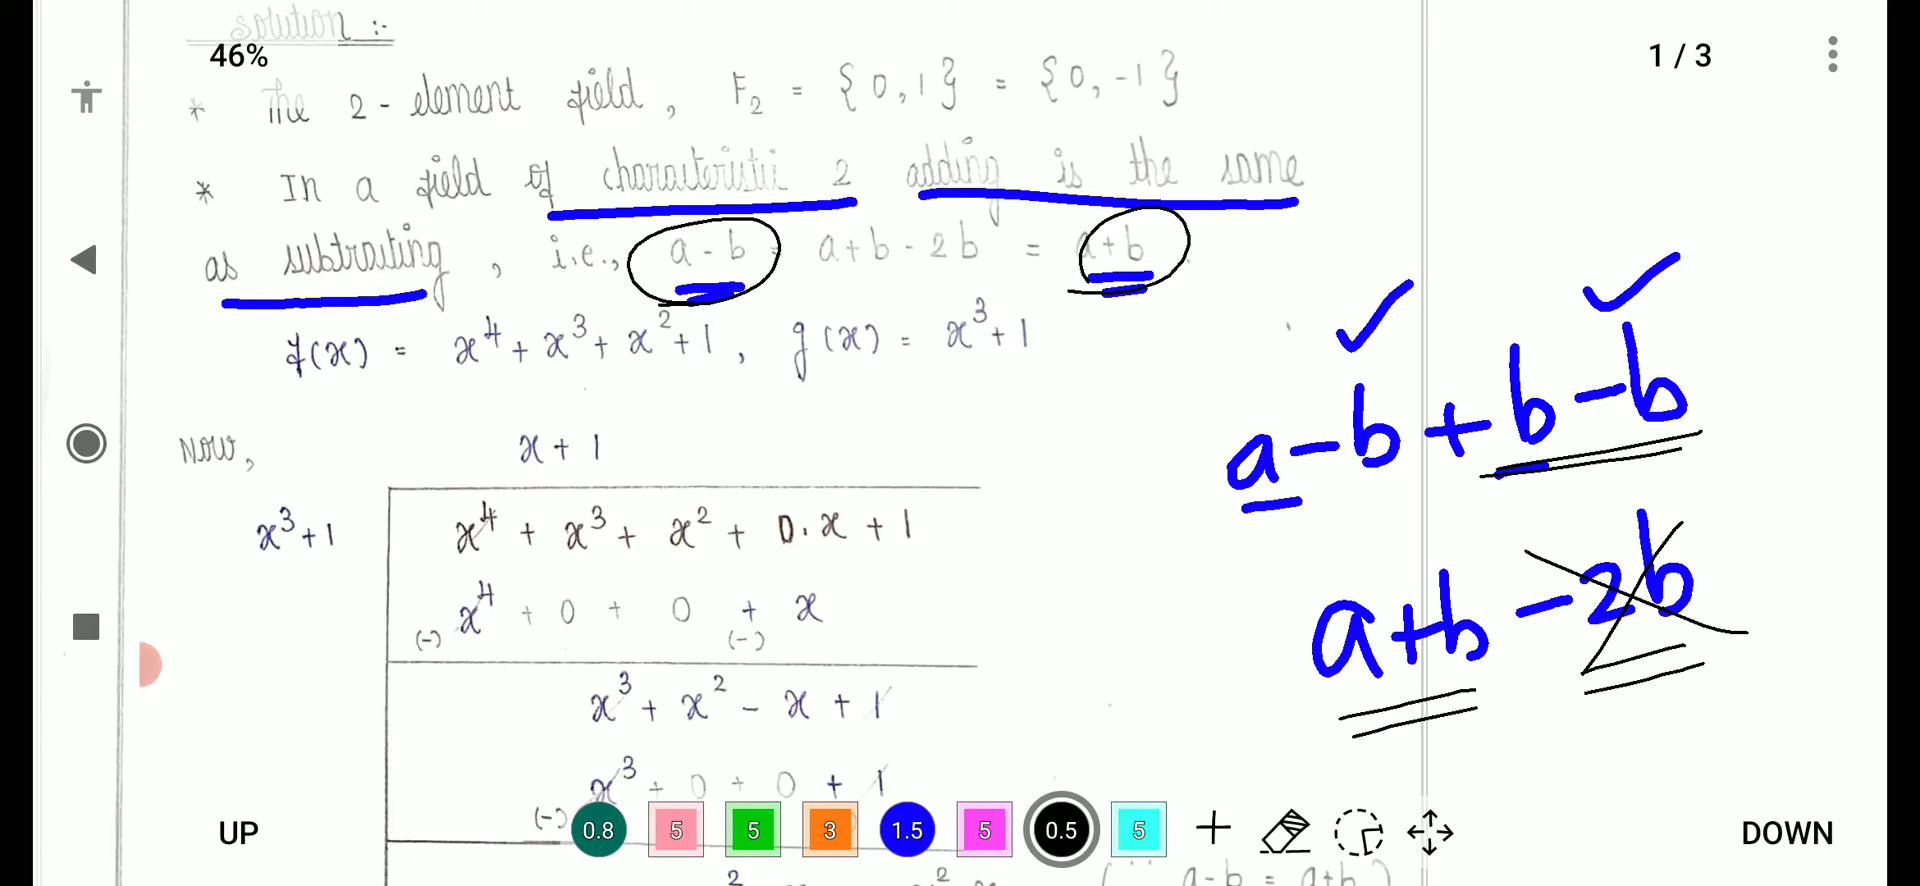 solution :-
46%
1 / 3
* The 2 - element field, F₂ = {0, 1} = {0, -1}
* In a field of characteristic 2 adding is the same
as subtrating, i.e., a - b = a + b - 2b = a + b
f(x) = x⁴ + x³ + x² + 1, g(x) = x³ + 1
a - b + b - b
Now,
x + 1
x³ + 1
x⁴ + x³ + x² + 0.x + 1
x⁴ + 0 + 0 + x
(-) (-)
a + b - 2b
x³ + x² - x + 1
x³ + 0 + 0 + 1
(-)
UP
0.8 5 5 3 1.5 5 0.5 5
DOWN
a - b = a + b )